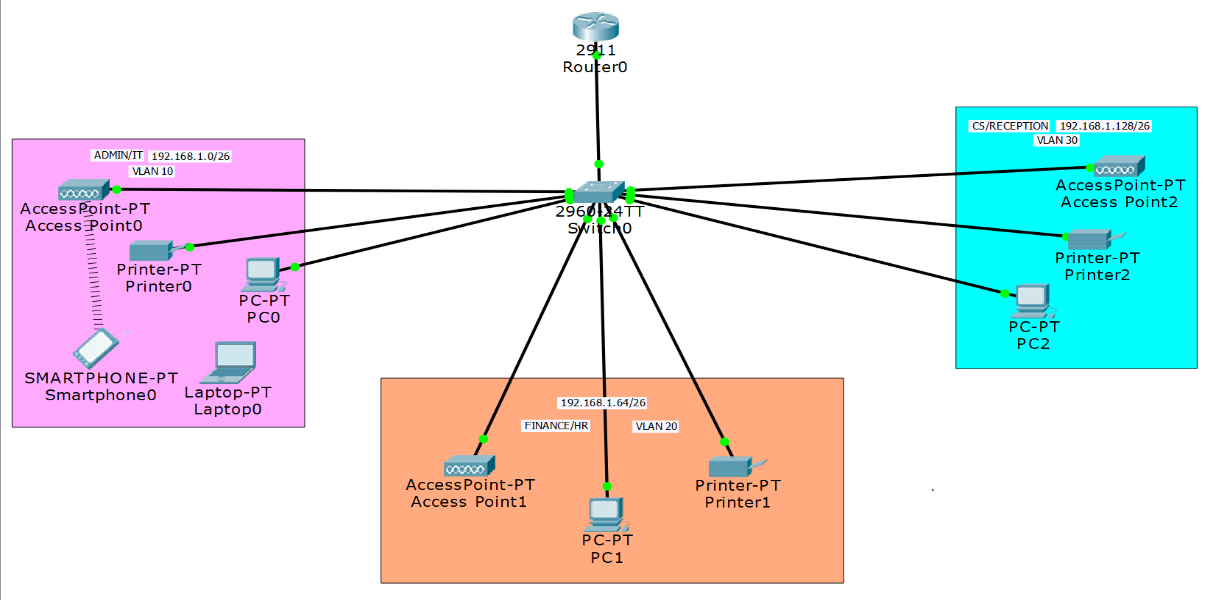 2911
Router0
ADMIN/IT 192.168.1.0/26
VLAN 10
AccessPoint-PT
Access Point0
Printer-PT
Printer0
PC-PT
PC0
SMARTPHONE-PT
Smartphone0
Laptop-PT
Laptop0
2960-24TT
Switch0
CS/RECEPTION 192.168.1.128/26
VLAN 30
AccessPoint-PT
Access Point2
Printer-PT
Printer2
PC-PT
PC2
192.168.1.64/26
FINANCE/HR VLAN 20
AccessPoint-PT
Access Point1
PC-PT
PC1
Printer-PT
Printer1